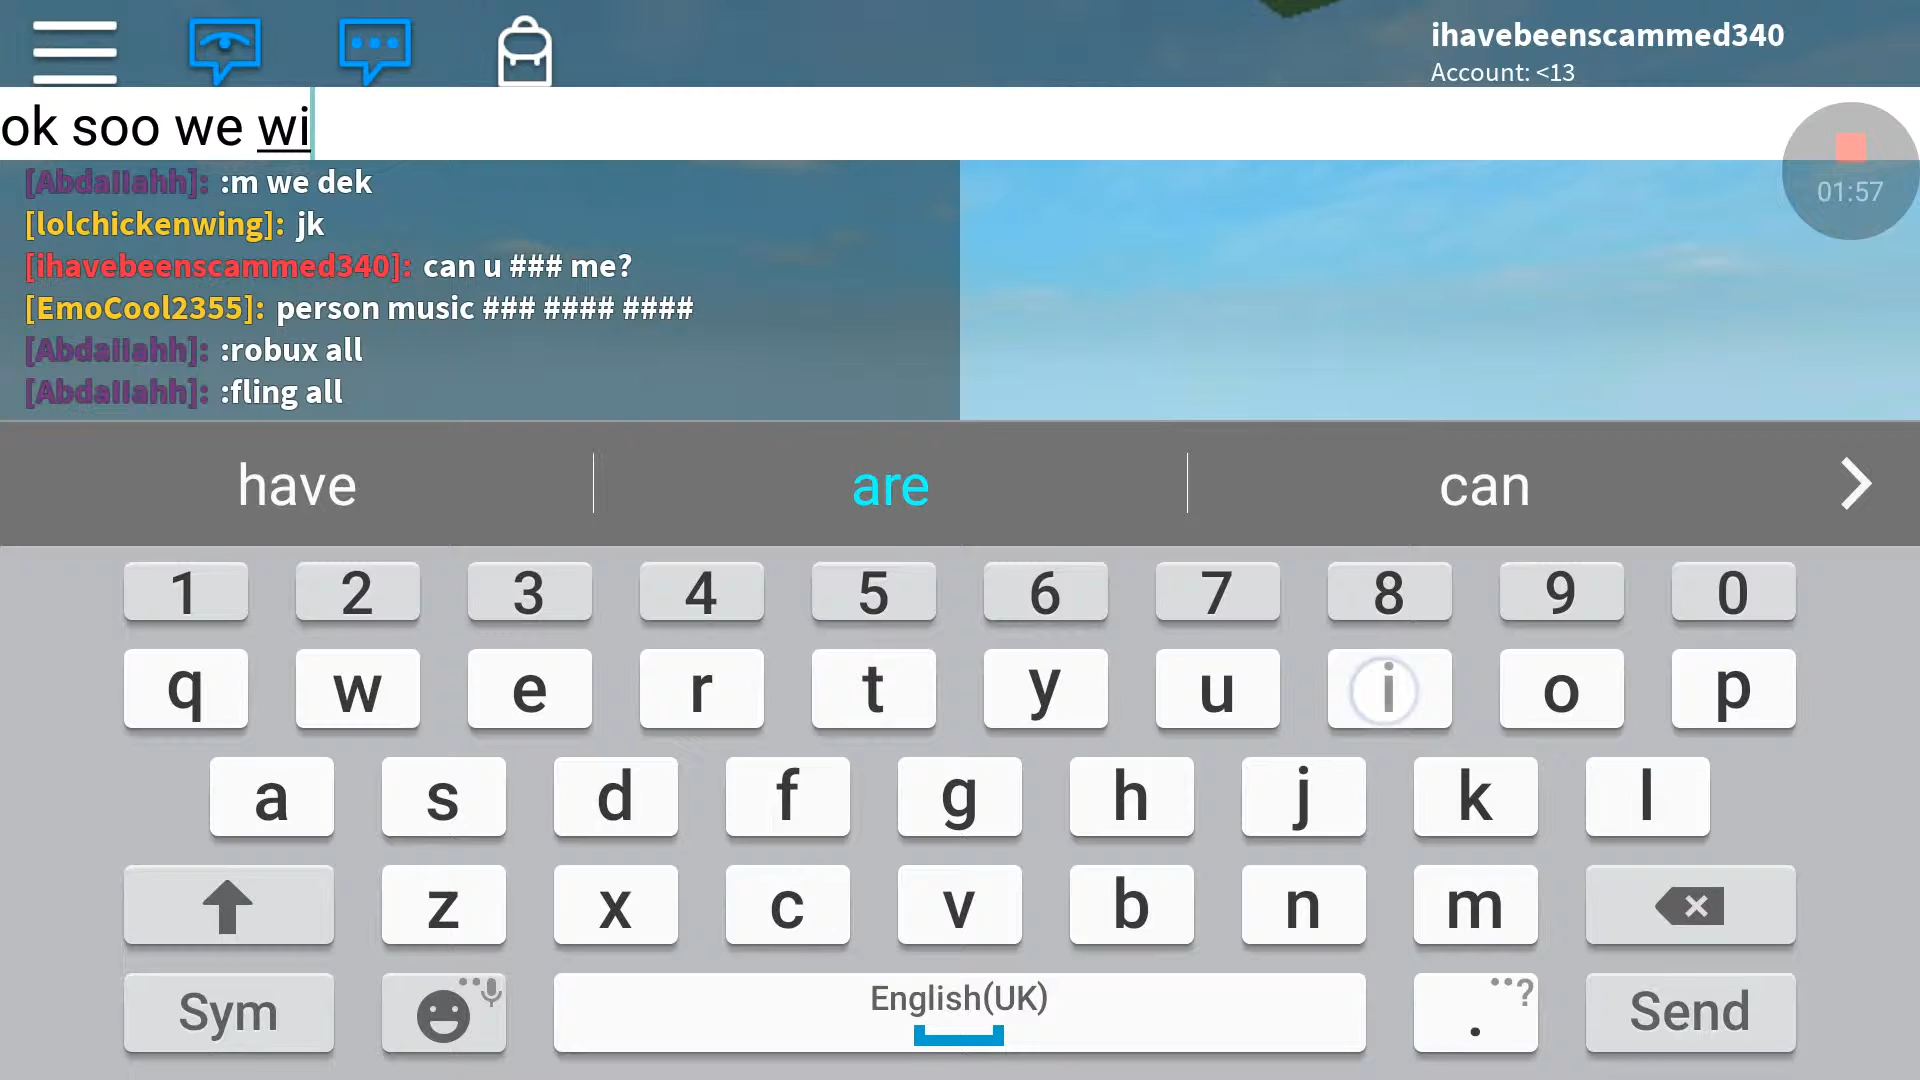 ihavebeenscammed340
Account: <13
ok soo we wi
01:57
[Abdallahh]: :m we dek
[lolchickenwing]: jk
[ihavebeenscammed340]: can u ### me?
[EmoCool2355]: person music ### #### ####
[Abdallahh]: :robux all
[Abdallahh]: :fling all
have are can
1 2 3 4 5 6 7 8 9 0
q w e r t y u i o p
a s d f g h j k l
z x c v b n m
Sym English(UK) . ? Send